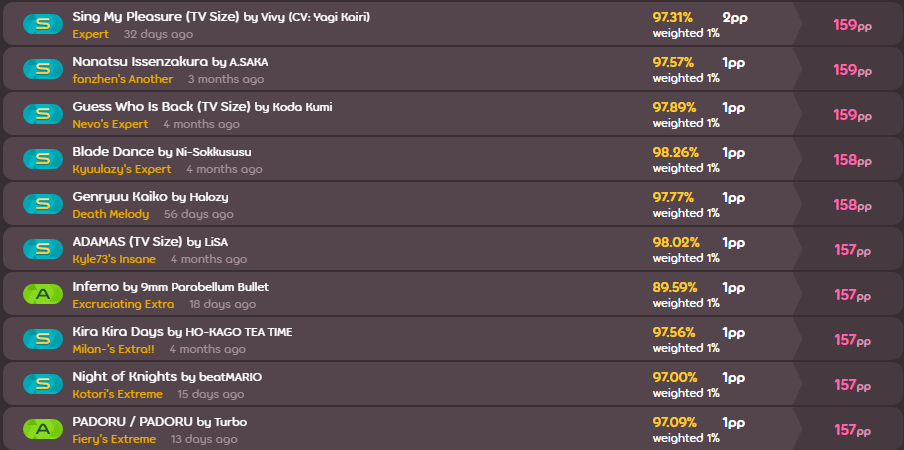 S Sing My Pleasure (TV Size) by Vivy (CV: Yagi Kairi) 97.31% 2pp 159pp
Expert 32 days ago weighted 1%
S Nanatsu Issenzakura by A.SAKA 97.57% 1pp 159pp
fanzhen's Another 3 months ago weighted 1%
S Guess Who Is Back (TV Size) by Koda Kumi 97.89% 1pp 159pp
Nevo's Expert 4 months ago weighted 1%
S Blade Dance by Ni-Sokkususu 98.26% 1pp 158pp
Kyuulazy's Expert 4 months ago weighted 1%
S Genryuu Kaiko by Halozy 97.77% 1pp 158pp
Death Melody 56 days ago weighted 1%
S ADAMAS (TV Size) by LiSA 98.02% 1pp 157pp
Kyle73's Insane 4 months ago weighted 1%
A Inferno by 9mm Parabellum Bullet 89.59% 1pp 157pp
Excruciating Extra 18 days ago weighted 1%
S Kira Kira Days by HO-KAGO TEA TIME 97.56% 1pp 157pp
Milan-'s Extra!! 4 months ago weighted 1%
S Night of Knights by beatMARIO 97.00% 1pp 157pp
Kotori's Extreme 15 days ago weighted 1%
A PADORU / PADORU by Turbo 97.09% 1pp 157pp
Fiery's Extreme 13 days ago weighted 1%